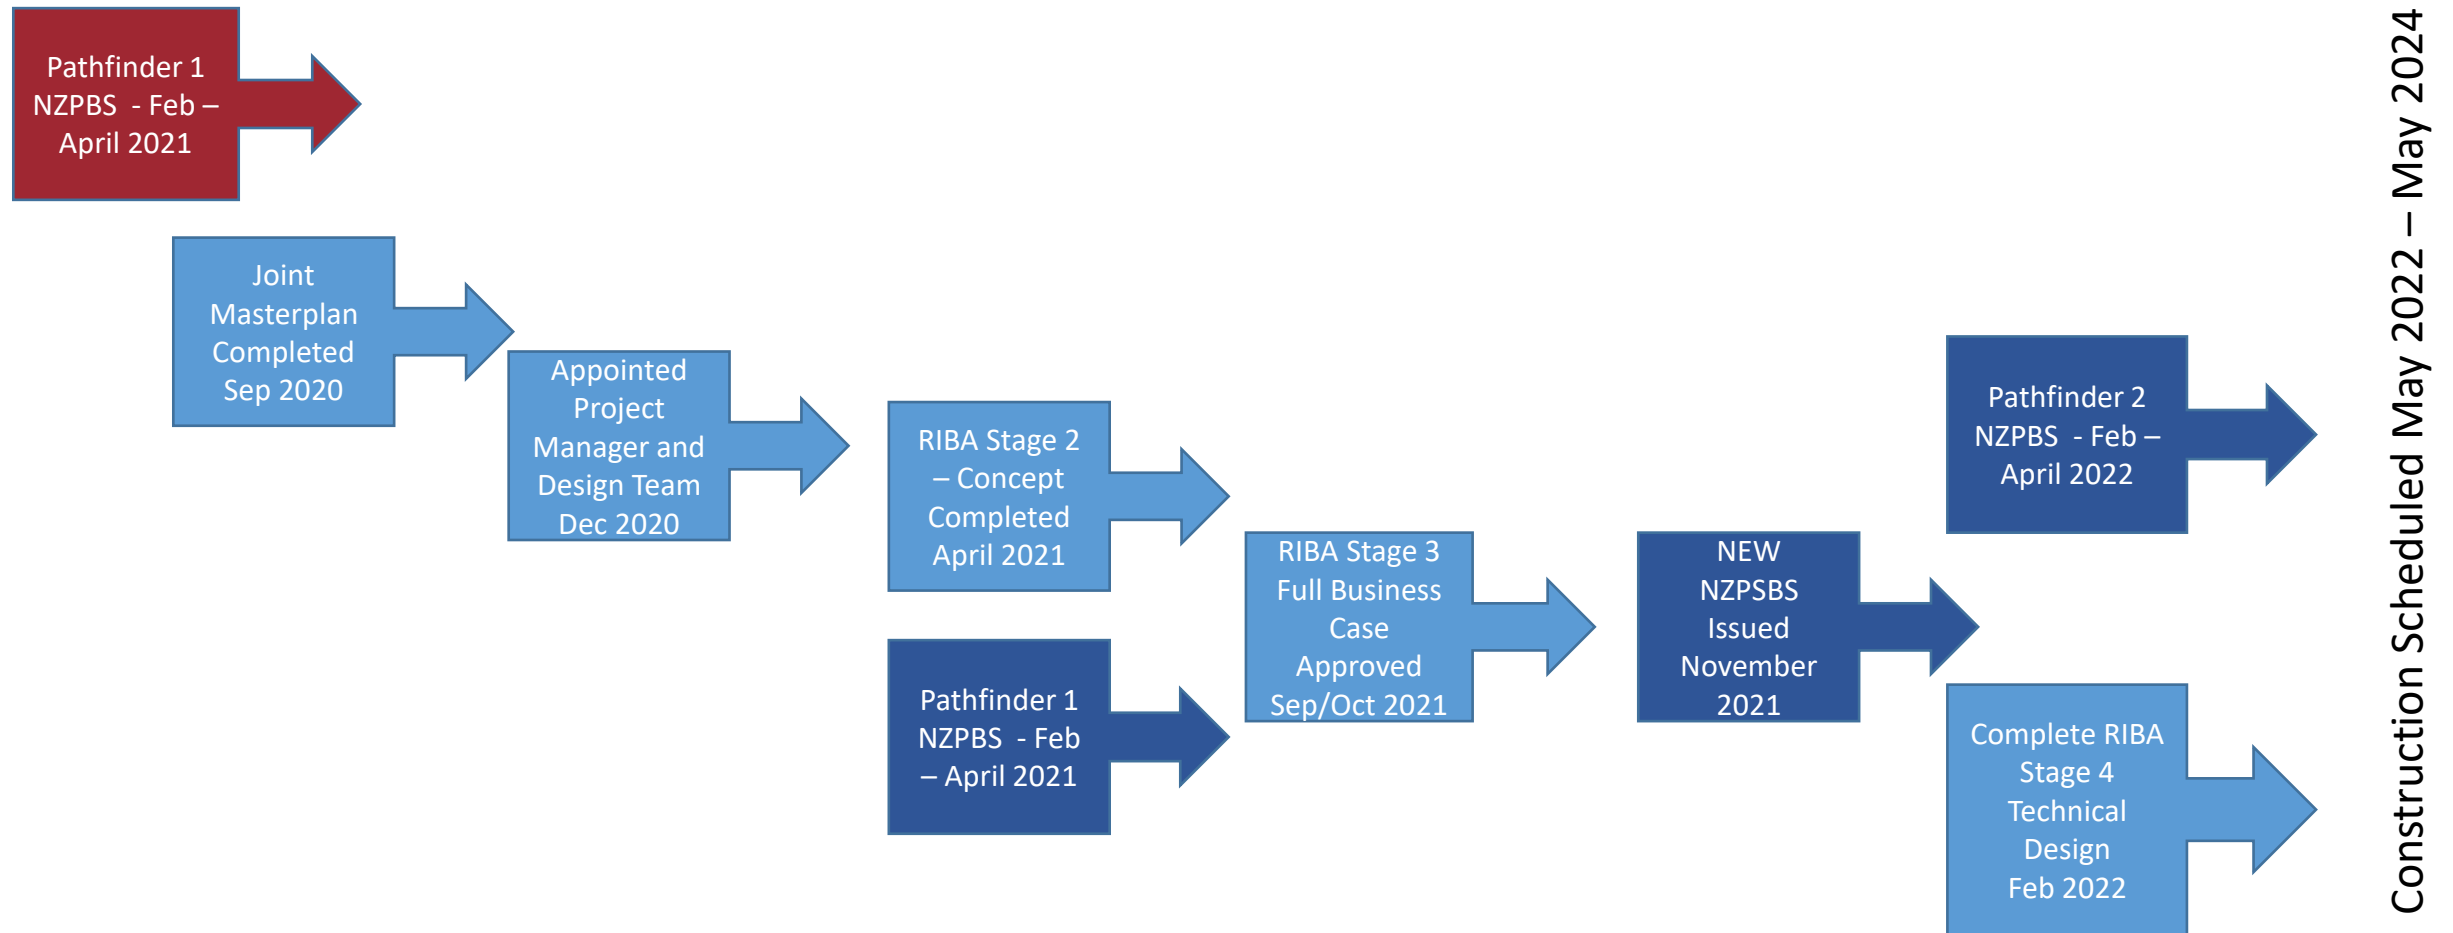 Pathfinder 1
NZPBS  - Feb –
April 2021
Joint
Masterplan
Completed
Sep 2020
Appointed
Project
Manager and
Design Team
Dec 2020
RIBA Stage 2
– Concept
Completed
April 2021
Pathfinder 1
NZPBS  - Feb
– April 2021
RIBA Stage 3
Full Business
Case
Approved
Sep/Oct 2021
NEW
NZPSBS
Issued
November
2021
Pathfinder 2
NZPBS  - Feb –
April 2022
Complete RIBA
Stage 4
Technical
Design
Feb 2022
Construction Scheduled May 2022 – May 2024